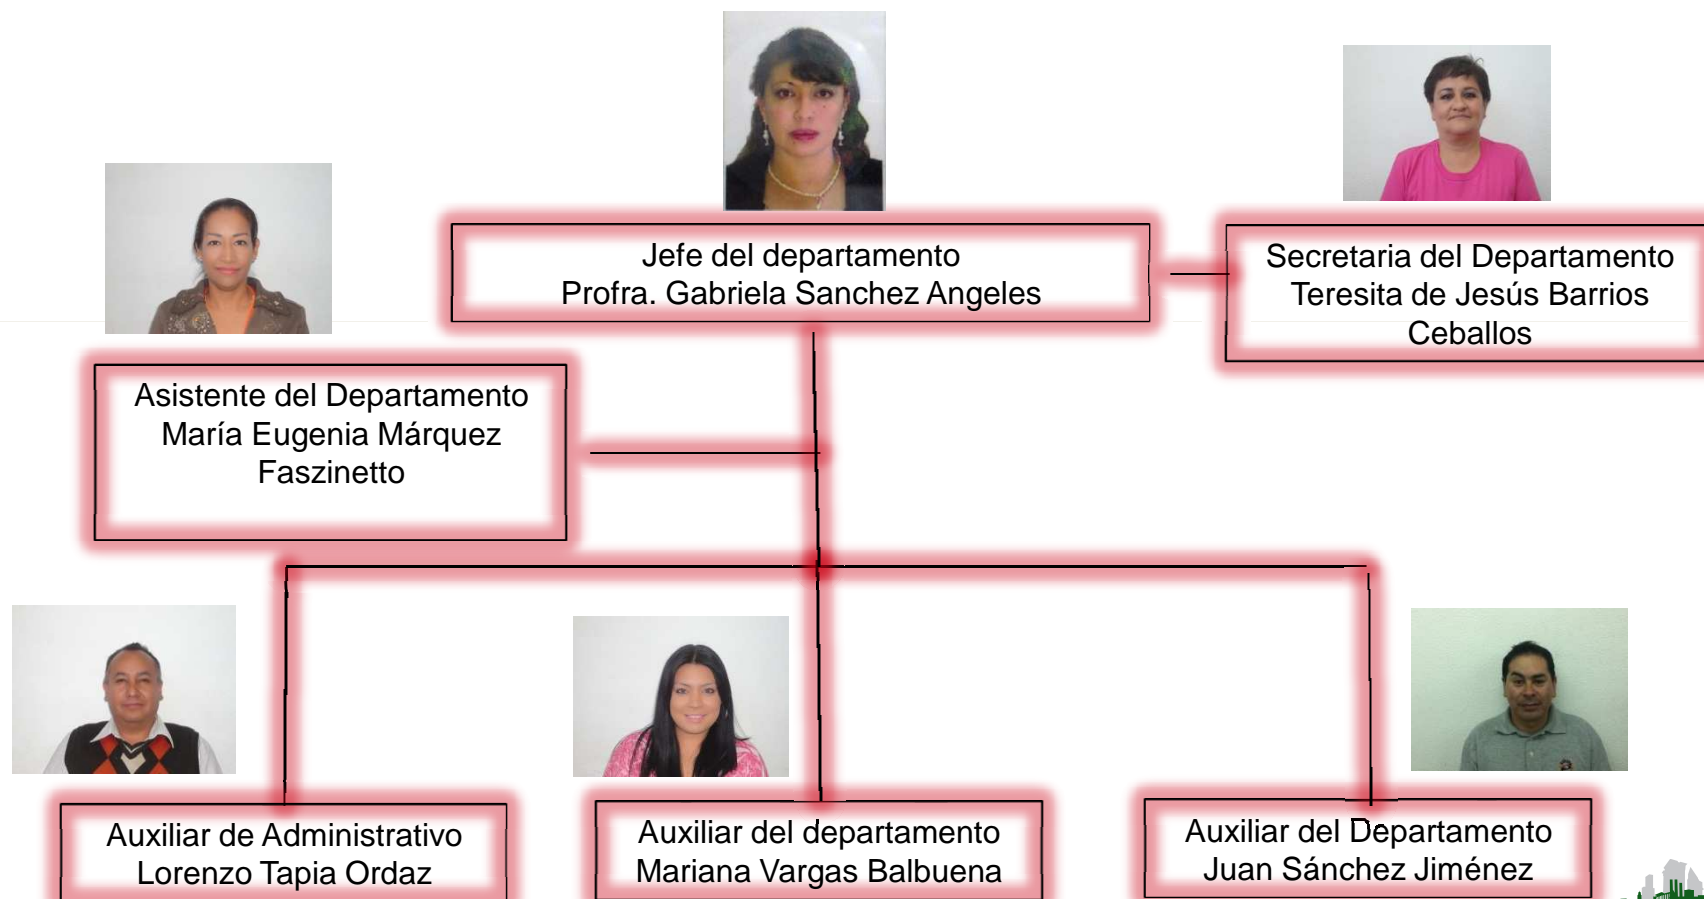 Jefe del departamento
Profra. Gabriela Sanchez Angeles
Secretaria del Departamento
Teresita de Jesús Barrios
Ceballos
Asistente del Departamento
María Eugenia Márquez
Faszinetto
Auxiliar de Administrativo
Lorenzo Tapia Ordaz
Auxiliar del departamento
Mariana Vargas Balbuena
Auxiliar del Departamento
Juan Sánchez Jiménez